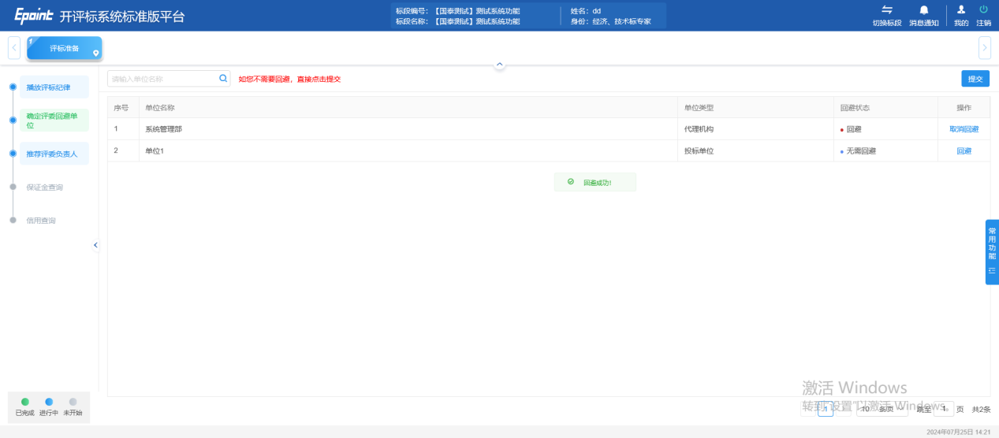 Epoint 开评标系统标准版平台
标段编号：【国泰测试】测试系统功能
标段名称：【国泰测试】测试系统功能
姓名：dd
身份：经济、技术标专家
切换标段 消息通知 我的 注销
1 评标准备
播放评标纪律
确定评委回避单
位
推荐评委负责人
保证金查询
信用查询
请输入单位名称 如您不需要回避，直接点击提交 提交
序号 单位名称 单位类型 回避状态 操作
1 系统管理部 代理机构 回避 取消回避
2 单位1 投标单位 无需回避 回避
回避成功!
常用功能
已完成 进行中 未开始
激活 Windows
转到"设置"以激活 Windows。
1 10 条/页 跳至 1 页 共2条
2024年07月25日 14:21